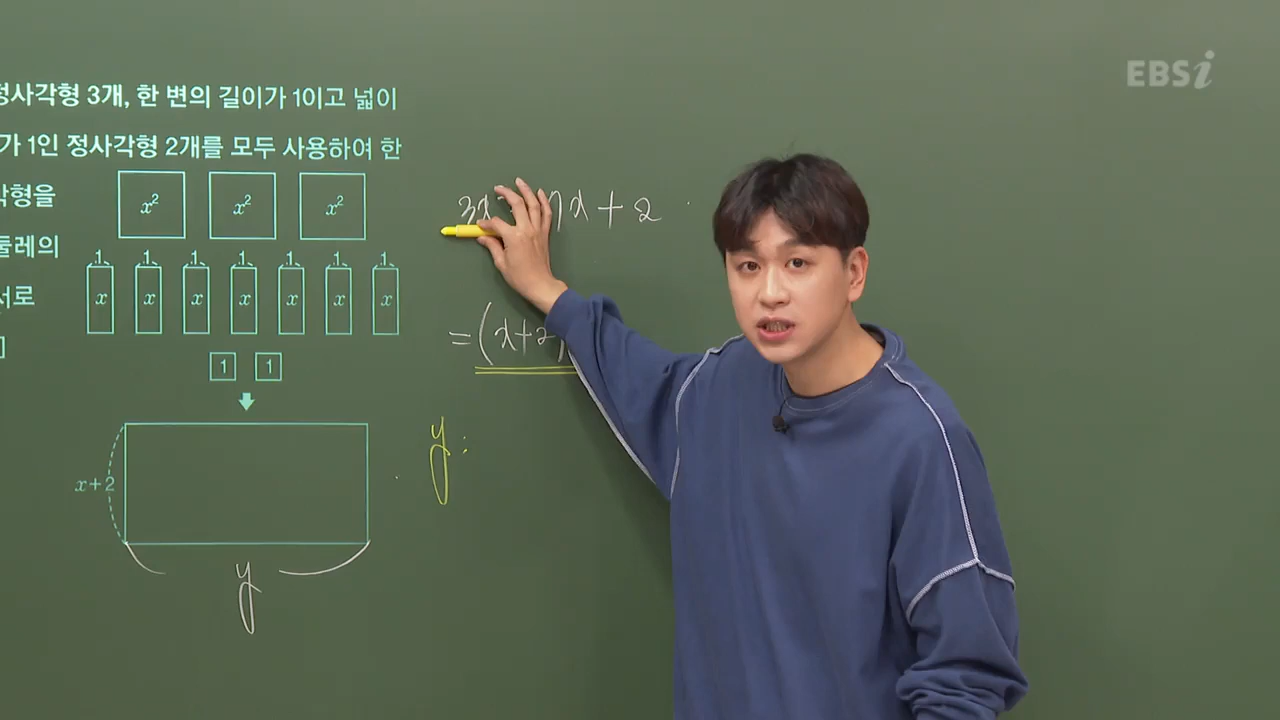 EBSi
정사각형 3개, 한 변의 길이가 1이고 넓이
가 1인 정사각형 2개를 모두 사용하여 한
각형을
x² x² x²
둘레의
1 1 1 1 1 1 1
서로
x x x x x x x
1 1
x+2
y
3x + 2
=(x+2)
y: